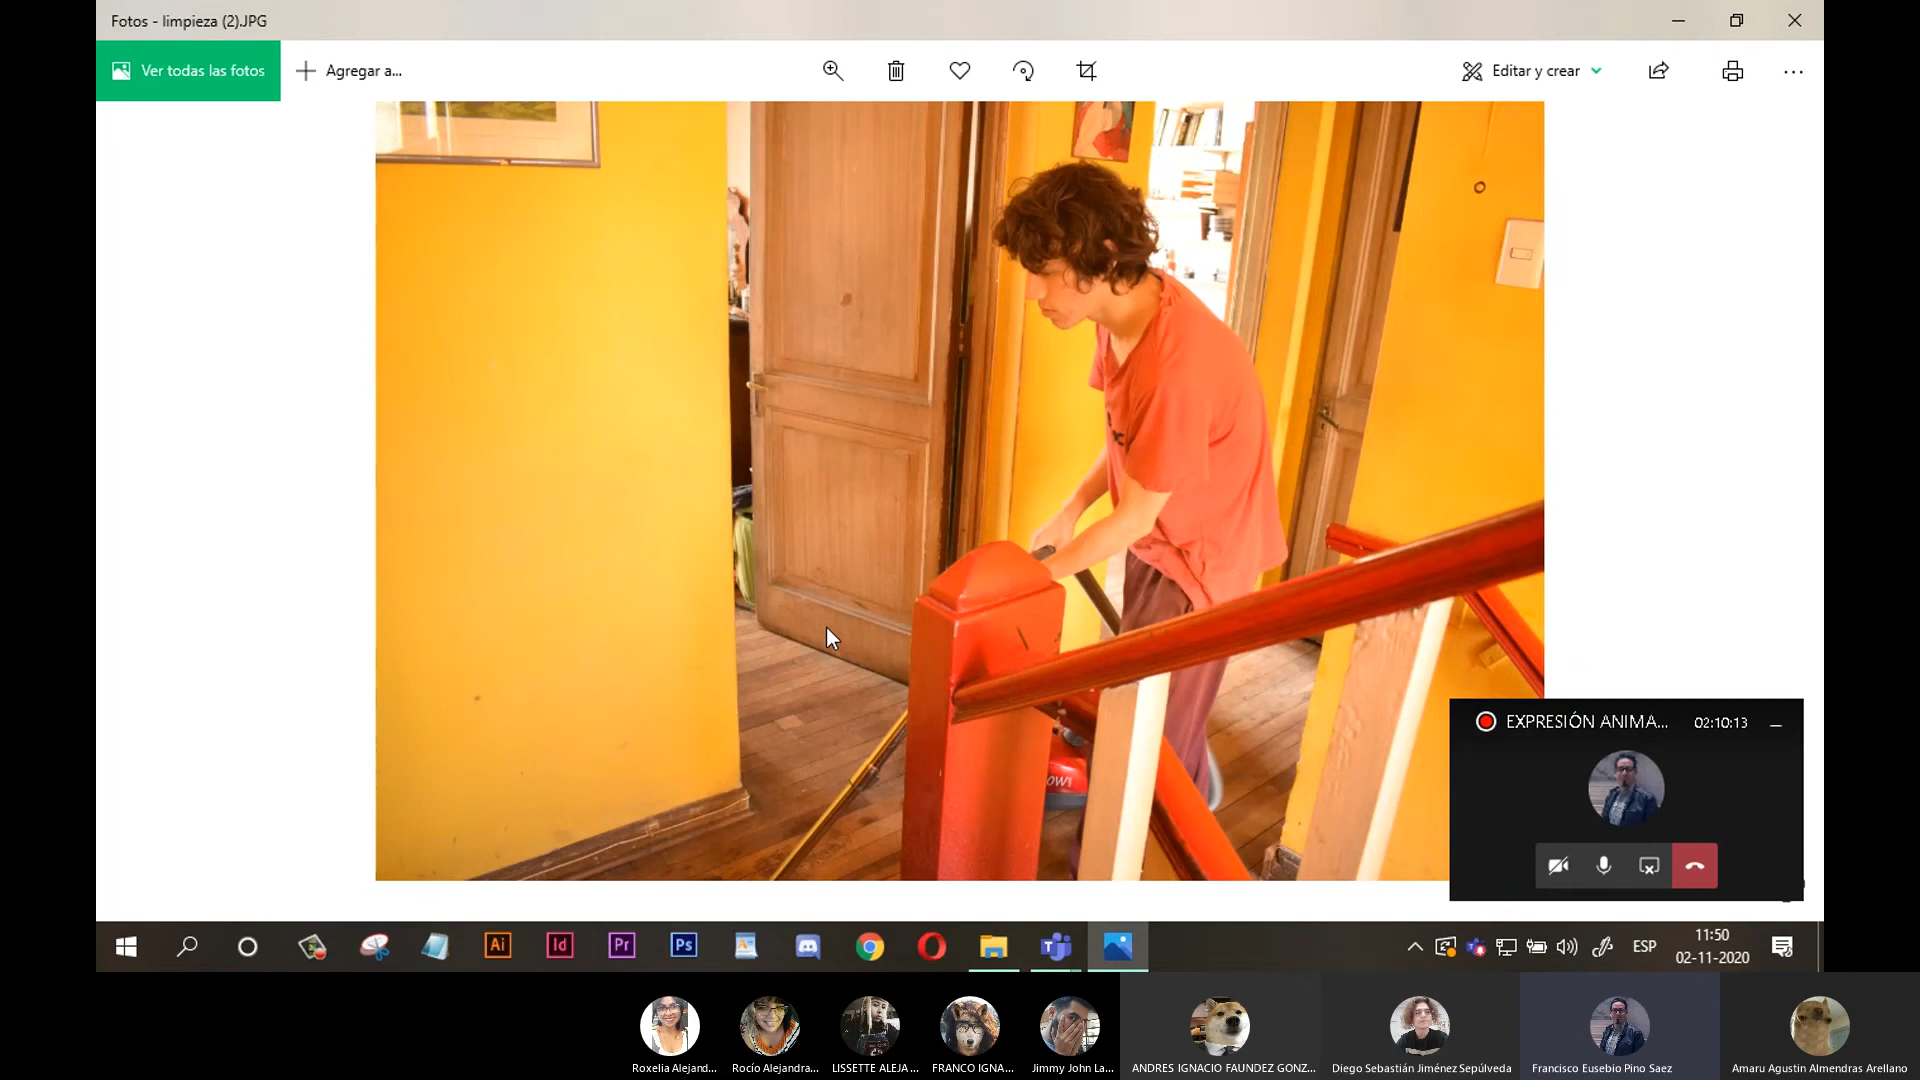 Fotos - limpieza (2).JPG
Ver todas las fotos
Agregar a...
Editar y crear
EXPRESIÓN ANIMA... 02:10:13
Ai
Id
Pr
Ps
ESP
11:50
02-11-2020
Roxelia Alejand...
Rocío Alejandra...
LISSETTE ALEJA...
FRANCO IGNA...
Jimmy John La...
ANDRES IGNACIO FAUNDEZ GONZ...
Diego Sebastián Jiménez Sepúlveda
Francisco Eusebio Pino Saez
Amaru Agustin Almendras Arellano